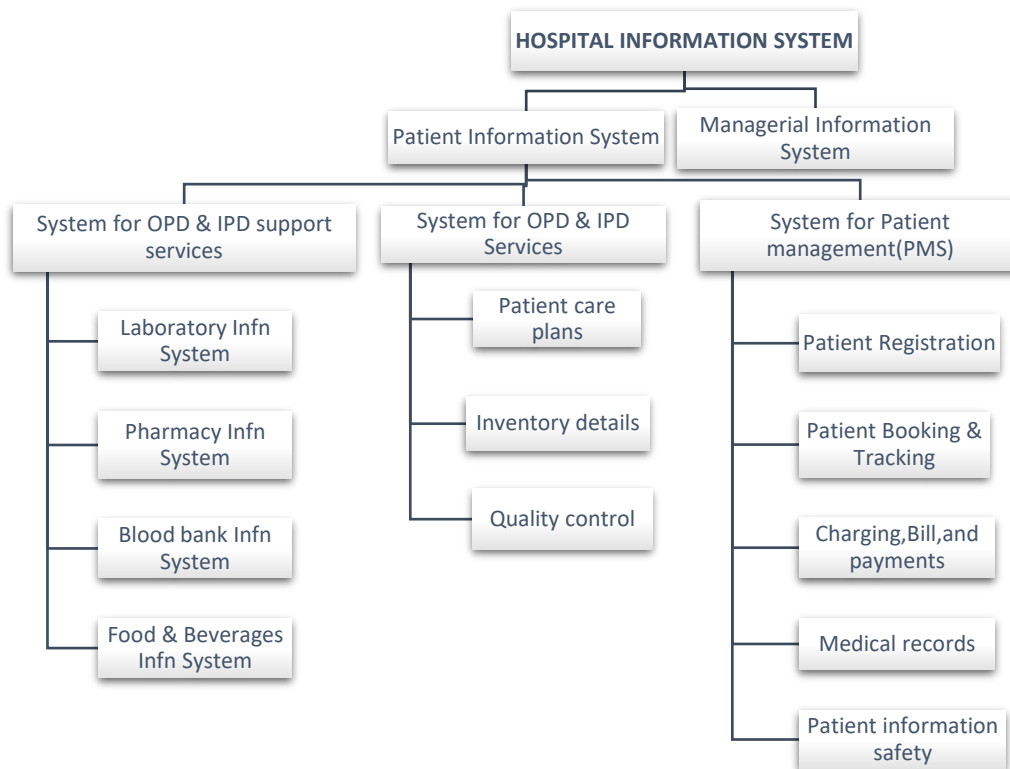 HOSPITAL INFORMATION SYSTEM
Patient Information System
Managerial Information
System
System for OPD & IPD support
services
System for OPD & IPD
Services
System for Patient
management(PMS)
Laboratory Infn
System
Pharmacy Infn
System
Blood bank Infn
System
Food & Beverages
Infn System
Patient care
plans
Inventory details
Quality control
Patient Registration
Patient Booking &
Tracking
Charging,Bill,and
payments
Medical records
Patient information
safety